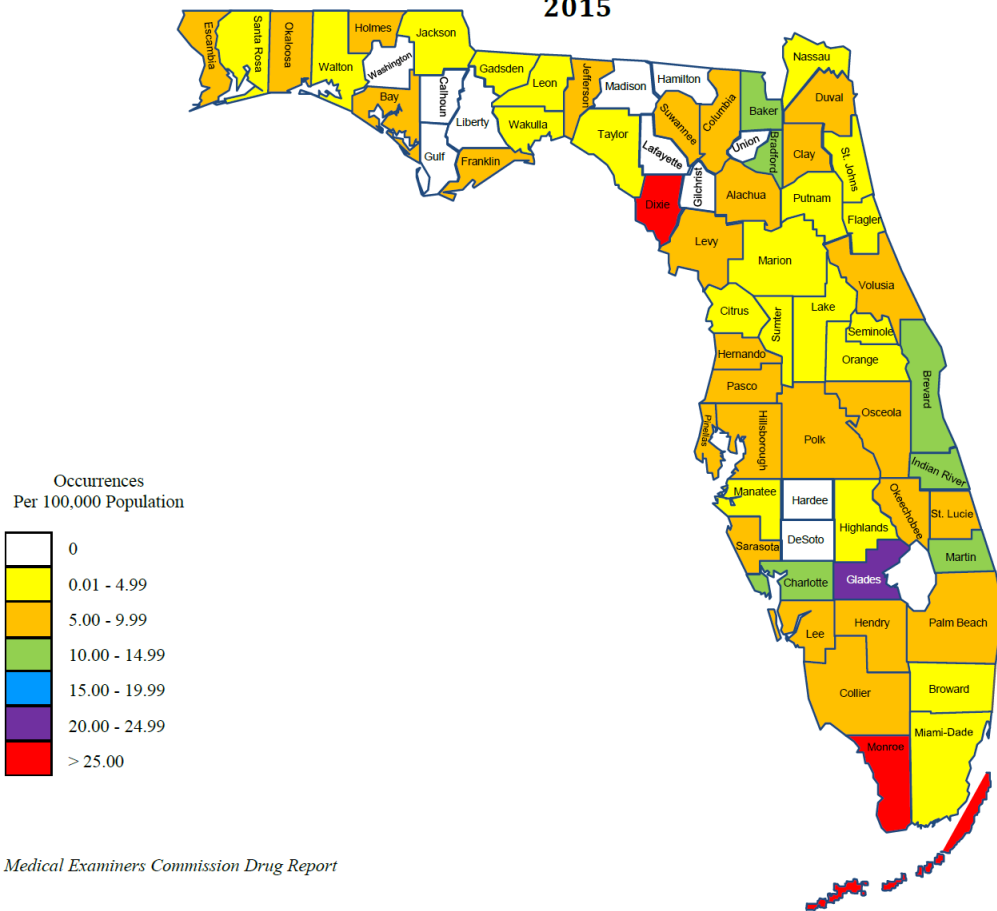 2015
Escambia
Santa Rosa
Okaloosa
Walton
Holmes
Washington
Jackson
Bay
Calhoun
Gulf
Liberty
Gadsden
Franklin
Leon
Wakulla
Jefferson
Madison
Taylor
Hamilton
Suwannee
Lafayette
Columbia
Dixie
Gilchrist
Baker
Union
Bradford
Nassau
Duval
Clay
St. Johns
Alachua
Putnam
Flagler
Levy
Marion
Volusia
Citrus
Sumter
Lake
Seminole
Orange
Hernando
Pasco
Brevard
Pinellas
Hillsborough
Polk
Osceola
Indian River
Manatee
Hardee
Highlands
Okeechobee
St. Lucie
Sarasota
DeSoto
Martin
Charlotte
Glades
Lee
Hendry
Palm Beach
Collier
Broward
Monroe
Miami-Dade
Occurrences
Per 100,000 Population
0
0.01 - 4.99
5.00 - 9.99
10.00 - 14.99
15.00 - 19.99
20.00 - 24.99
> 25.00
Medical Examiners Commission Drug Report